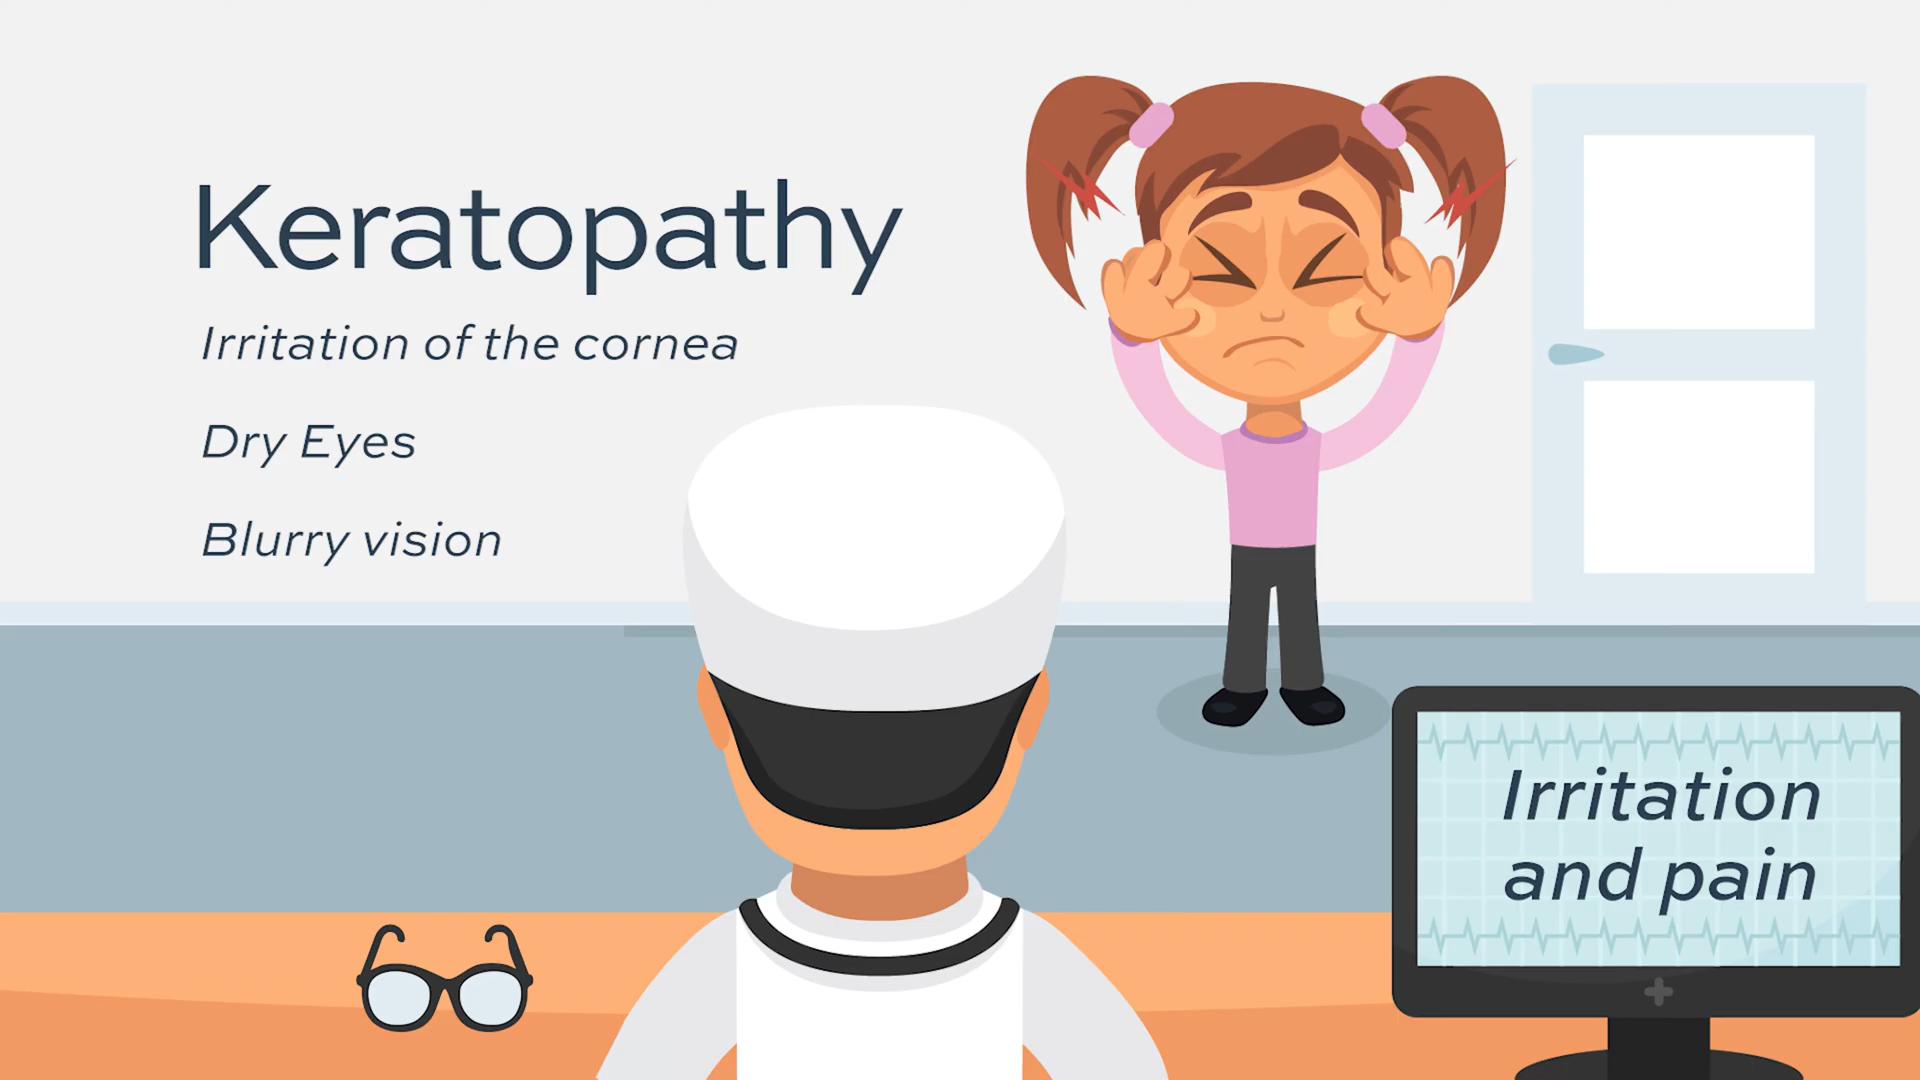 Keratopathy
Irritation of the cornea
Dry Eyes
Blurry vision
Irritation
and pain